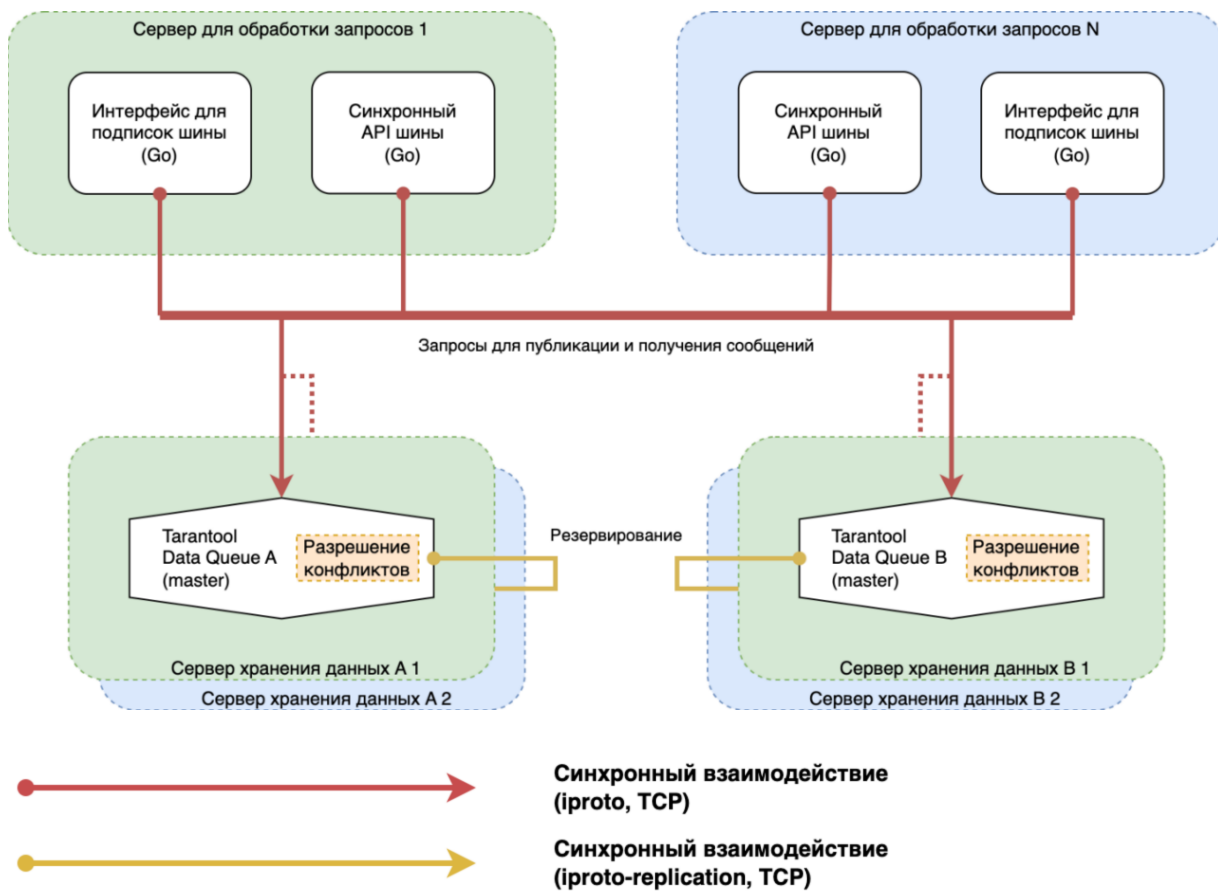 Сервер для обработки запросов 1
Сервер для обработки запросов N
Интерфейс для
подписок шины
(Go)
Синхронный
API шины
(Go)
Синхронный
API шины
(Go)
Интерфейс для
подписок шины
(Go)
Запросы для публикации и получения сообщений
Tarantool
Data Queue A
(master)
Разрешение
конфликтов
Резервирование
Tarantool
Data Queue B
(master)
Разрешение
конфликтов
Сервер хранения данных A 1
Сервер хранения данных A 2
Сервер хранения данных B 1
Сервер хранения данных B 2
Синхронный взаимодействие
(iproto, TCP)
Синхронный взаимодействие
(iproto-replication, TCP)